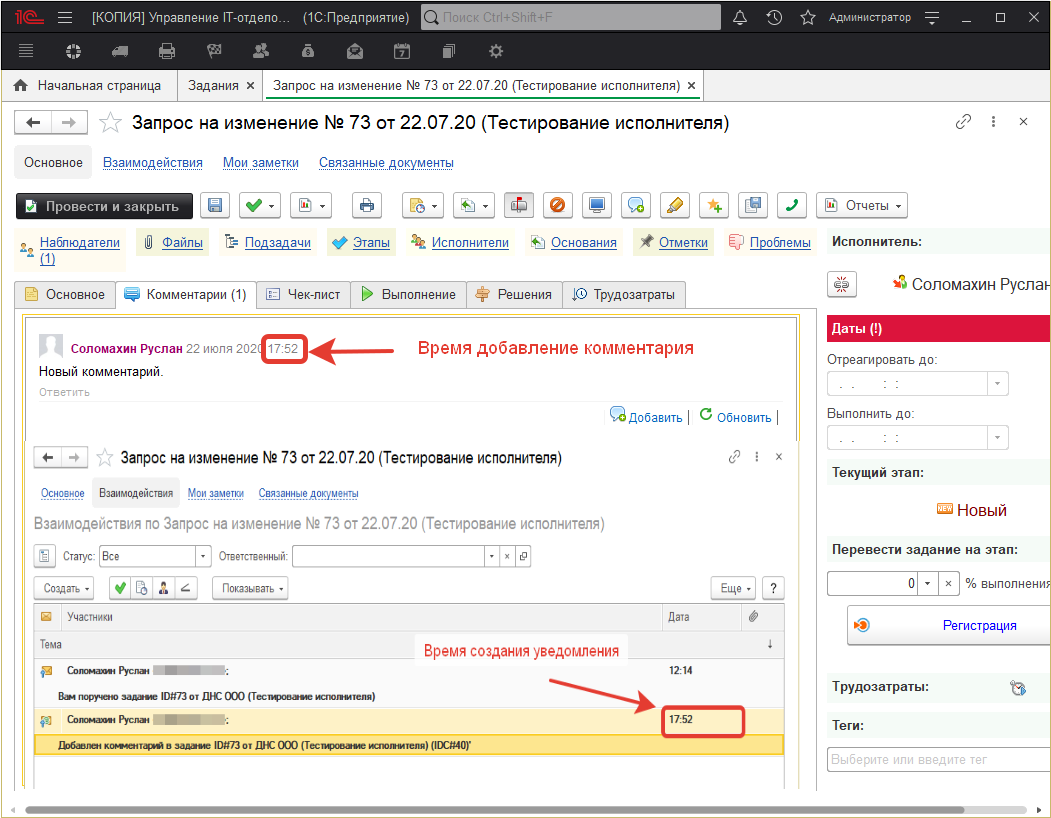 1С [КОПИЯ] Управление IT-отдело... (1С:Предприятие) Поиск Ctrl+Shift+F Администратор
7
Начальная страница Задания × Запрос на изменение № 73 от 22.07.20 (Тестирование исполнителя) ×
Запрос на изменение № 73 от 22.07.20 (Тестирование исполнителя)
Основное Взаимодействия Мои заметки Связанные документы
Провести и закрыть Отчеты
Наблюдатели (1) Файлы Подзадачи Этапы Исполнители Основания Отметки Проблемы
Основное Комментарии (1) Чек-лист Выполнение Решения Трудозатраты
Соломахин Руслан 22 июля 2020 17:52 Время добавление комментария
Новый комментарий.
Ответить
Добавить | Обновить |
Запрос на изменение № 73 от 22.07.20 (Тестирование исполнителя)
Основное Взаимодействия Мои заметки Связанные документы
Взаимодействия по Запрос на изменение № 73 от 22.07.20 (Тестирование исполнителя)
Статус: Все Ответственный:
Создать Показывать Еще ?
Участники Дата
Тема ↓
Время создания уведомления
Соломахин Руслан ; 12:14
Вам поручено задание ID#73 от ДНС ООО (Тестирование исполнителя)
Соломахин Руслан ; 17:52
Добавлен комментарий в задание ID#73 от ДНС ООО (Тестирование исполнителя) (IDC#40)'
Исполнитель:
Соломахин Руслан
Даты (!)
Отреагировать до:
. . : :
Выполнить до:
. . : :
Текущий этап:
NEW Новый
Перевести задание на этап:
0 % выполнения
Регистрация
Трудозатраты:
Теги:
Выберите или введите тег